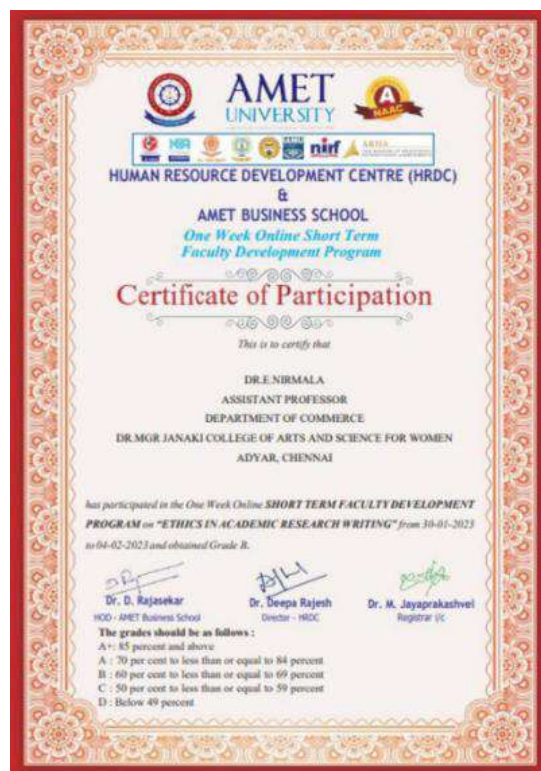 AMET
UNIVERSITY
A
NAAC
nirf
ARIIA
HUMAN RESOURCE DEVELOPMENT CENTRE (HRDC)
&
AMET BUSINESS SCHOOL
One Week Online Short Term
Faculty Development Program
Certificate of Participation
This is to certify that
DR.E.NIRMALA
ASSISTANT PROFESSOR
DEPARTMENT OF COMMERCE
DR.MGR JANAKI COLLEGE OF ARTS AND SCIENCE FOR WOMEN
ADYAR, CHENNAI
has participated in the One Week Online SHORT TERM FACULTY DEVELOPMENT
PROGRAM on "ETHICS IN ACADEMIC RESEARCH WRITING" from 30-01-2023
to 04-02-2023 and obtained Grade B.
Dr. D. Rajasekar
HOD - AMET Business School
Dr. Deepa Rajesh
Director - HRDC
Dr. M. Jayaprakashvel
Registrar i/c
The grades should be as follows :
A+: 85 percent and above
A : 70 per cent to less than or equal to 84 percent
B : 60 per cent to less than or equal to 69 percent
C : 50 per cent to less than or equal to 59 percent
D : Below 49 percent